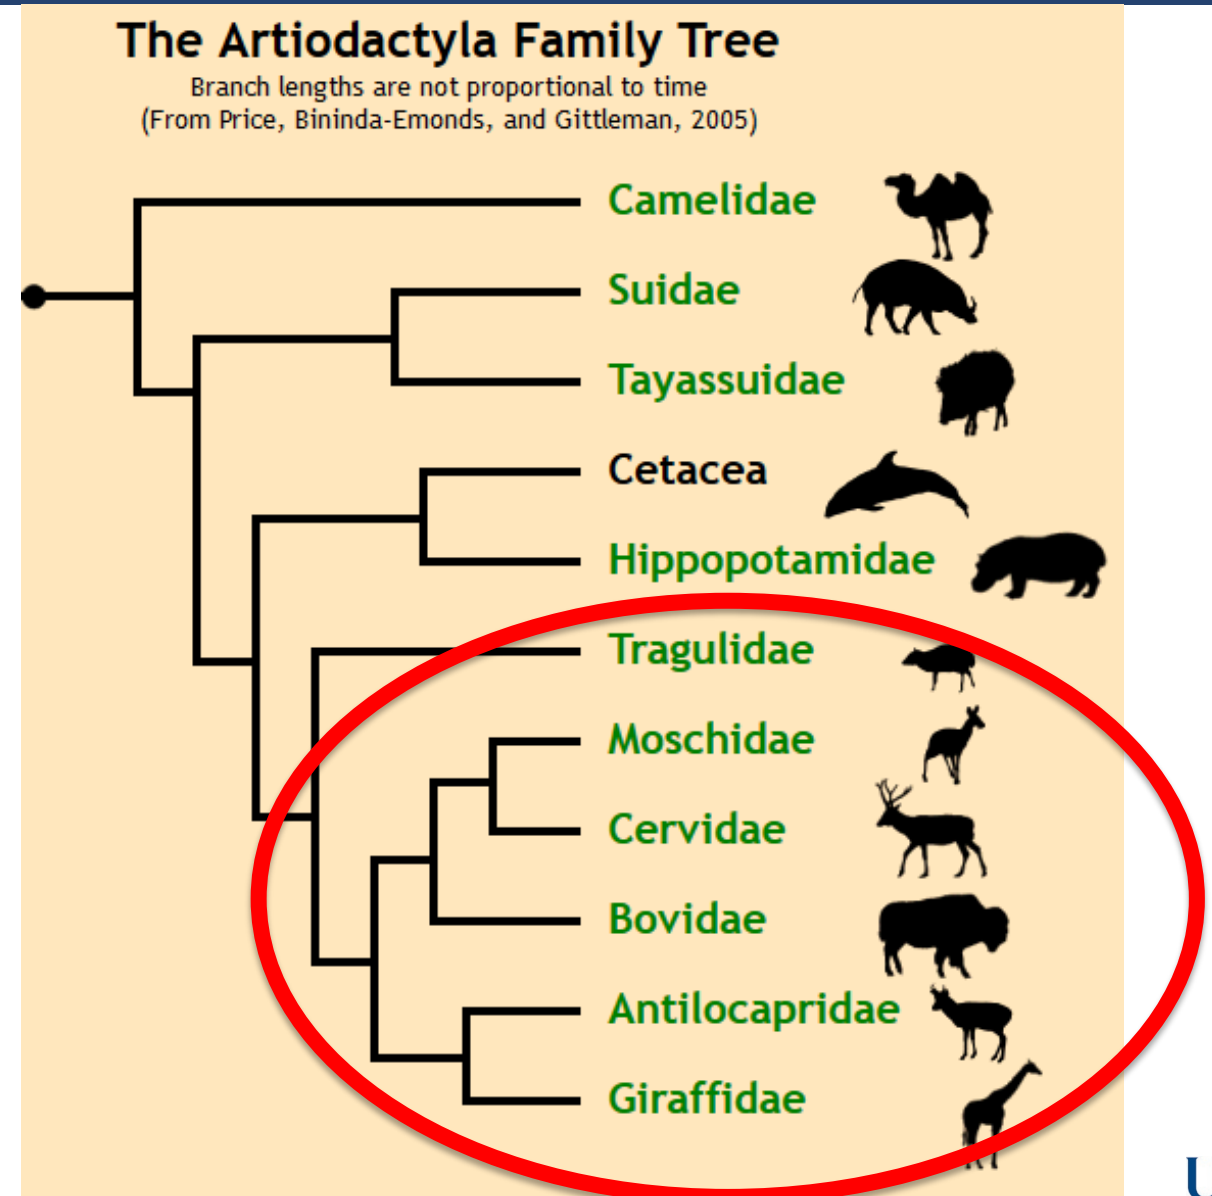 The Artiodactyla Family Tree
Branch lengths are not proportional to time
(From Price, Bininda-Emonds, and Gittleman, 2005)
Camelidae
Suidae
Tayassuidae
Cetacea
Hippopotamidae
Tragulidae
Moschidae
Cervidae
Bovidae
Antilocapridae
Giraffidae